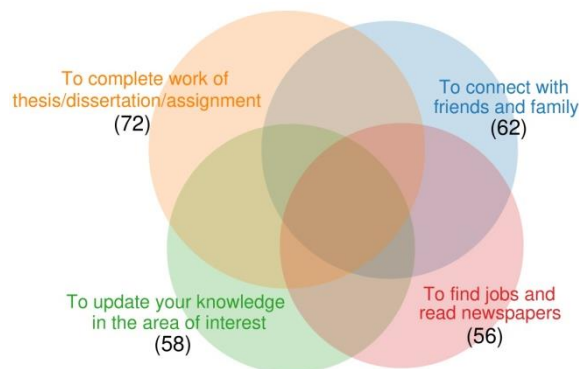 To complete work of
thesis/dissertation/assignment
(72)
To connect with
friends and family
(62)
To update your knowledge
in the area of interest
(58)
To find jobs and
read newspapers
(56)